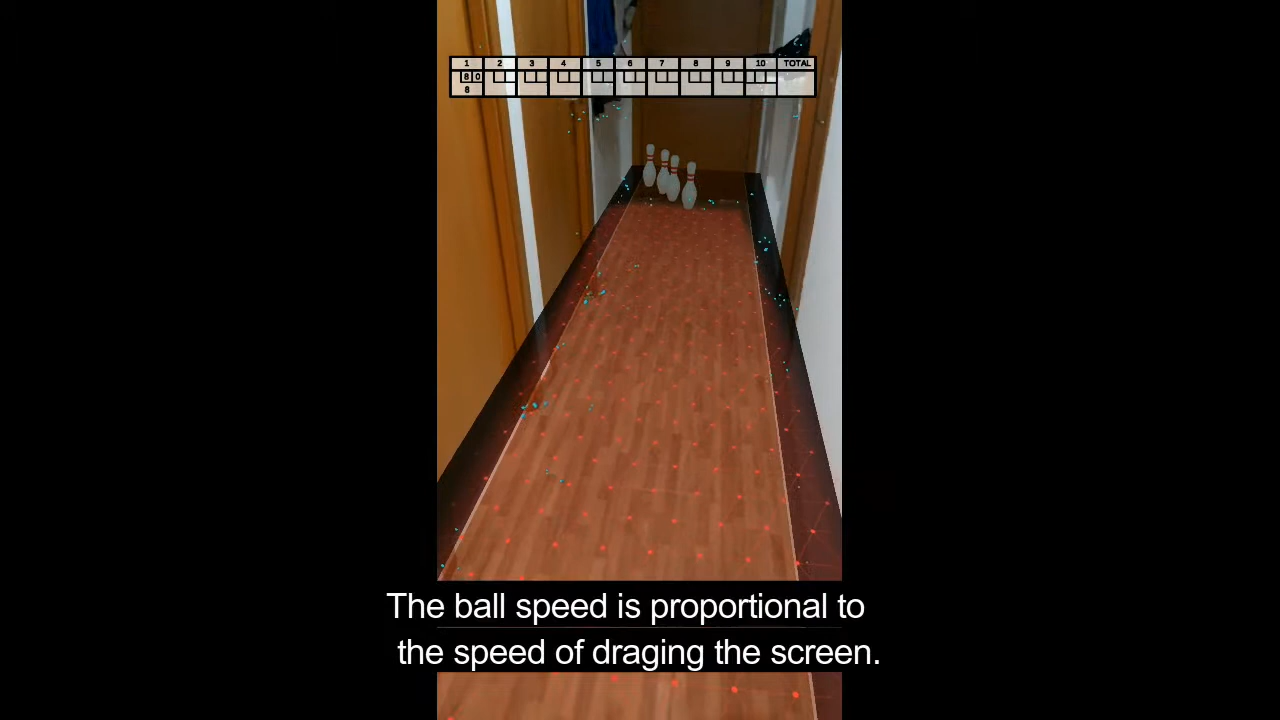 1 2 3 4 5 6 7 8 9 10 TOTAL
8 0
8
The ball speed is proportional to
the speed of draging the screen.